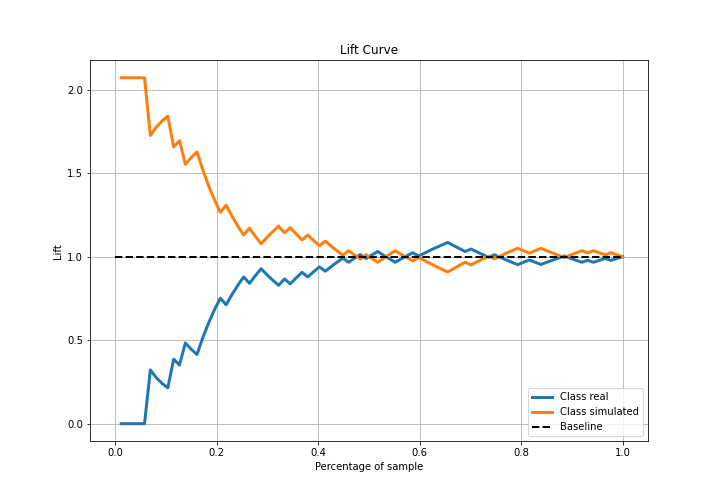 Lift Curve
2.0
1.5
1.0
0.5
0.0
Lift
0.0 0.2 0.4 0.6 0.8 1.0
Percentage of sample
Class real
Class simulated
Baseline